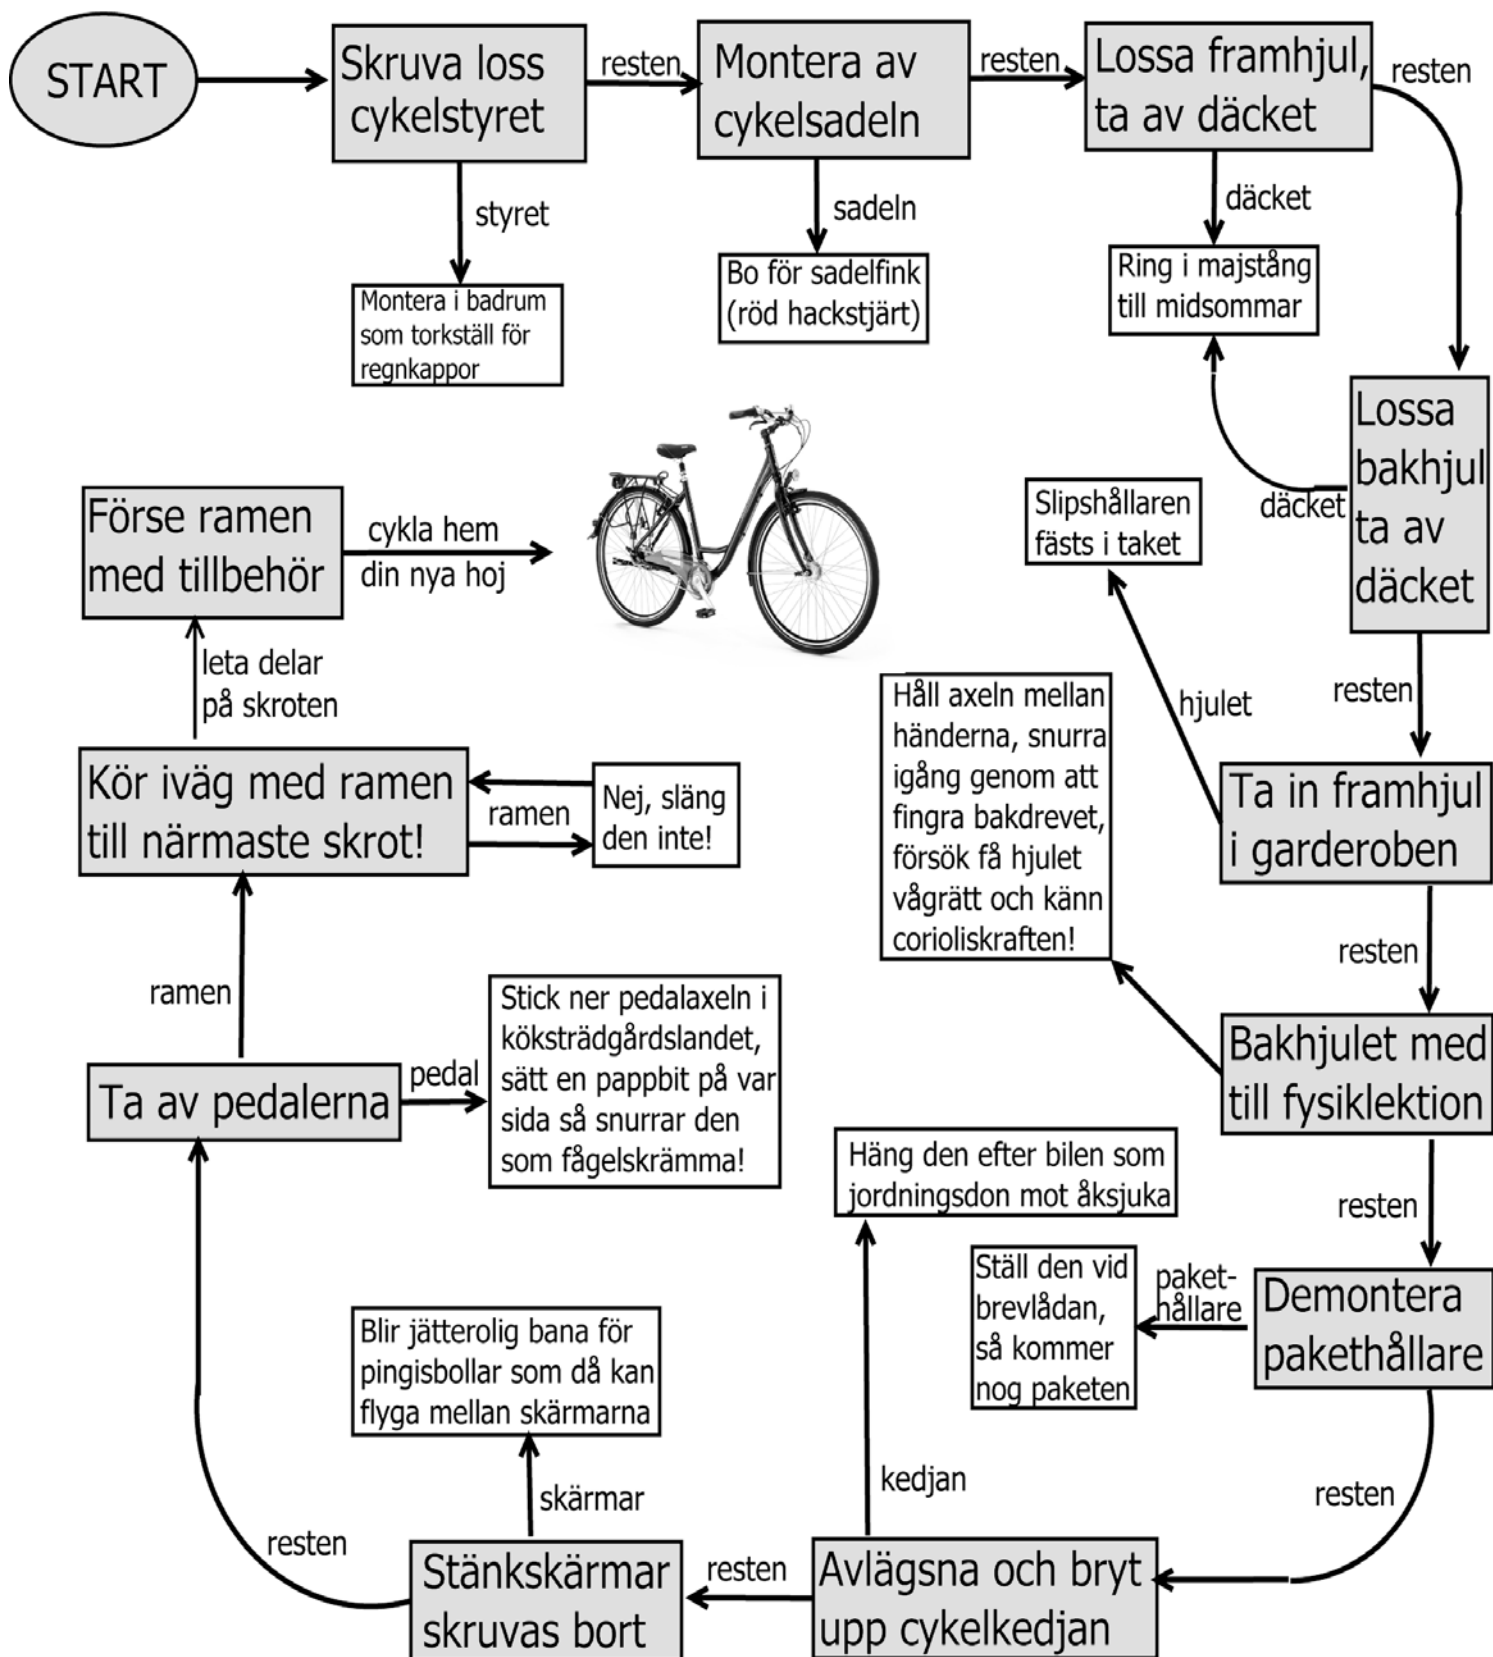 START
Skruva loss
cykelstyret
resten
Montera av
cykelsadeln
resten
Lossa framhjul,
ta av däcket
resten
styret
sadeln
däcket
Montera i badrum
som torkställ för
regnkappor
Bo för sadelfink
(röd hackstjärt)
Ring i majstång
till midsommar
Lossa
bakhjul
ta av
däcket
däcket
resten
Slipshållaren
fästs i taket
hjulet
Ta in framhjul
i garderoben
resten
Håll axeln mellan
händerna, snurra
igång genom att
fingra bakdrevet,
försök få hjulet
vågrätt och känn
corioliskraften!
Bakhjulet med
till fysiklektion
resten
Demontera
pakethållare
paket-
hållare
Ställ den vid
brevlådan,
så kommer
nog paketen
resten
Avlägsna och bryt
upp cykelkedjan
kedjan
Häng den efter bilen som
jordningsdon mot åksjuka
resten
Stänkskärmar
skruvas bort
skärmar
Blir jätterolig bana för
pingisbollar som då kan
flyga mellan skärmarna
resten
Ta av pedalerna
pedal
Stick ner pedalaxeln i
köksträdgårdslandet,
sätt en pappbit på var
sida så snurrar den
som fågelskrämma!
ramen
Kör iväg med ramen
till närmaste skrot!
ramen
Nej, släng
den inte!
leta delar
på skroten
Förse ramen
med tillbehör
cykla hem
din nya hoj